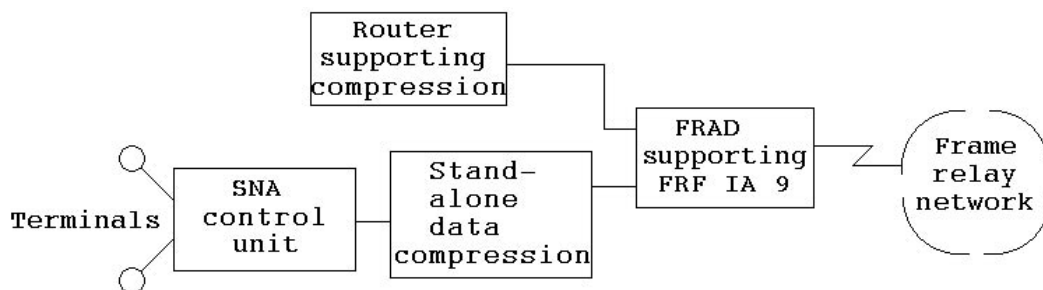 Router
supporting
compression
FRAD
supporting
FRF IA 9
Frame
relay
network
Terminals
SNA
control
unit
Stand-
alone
data
compression